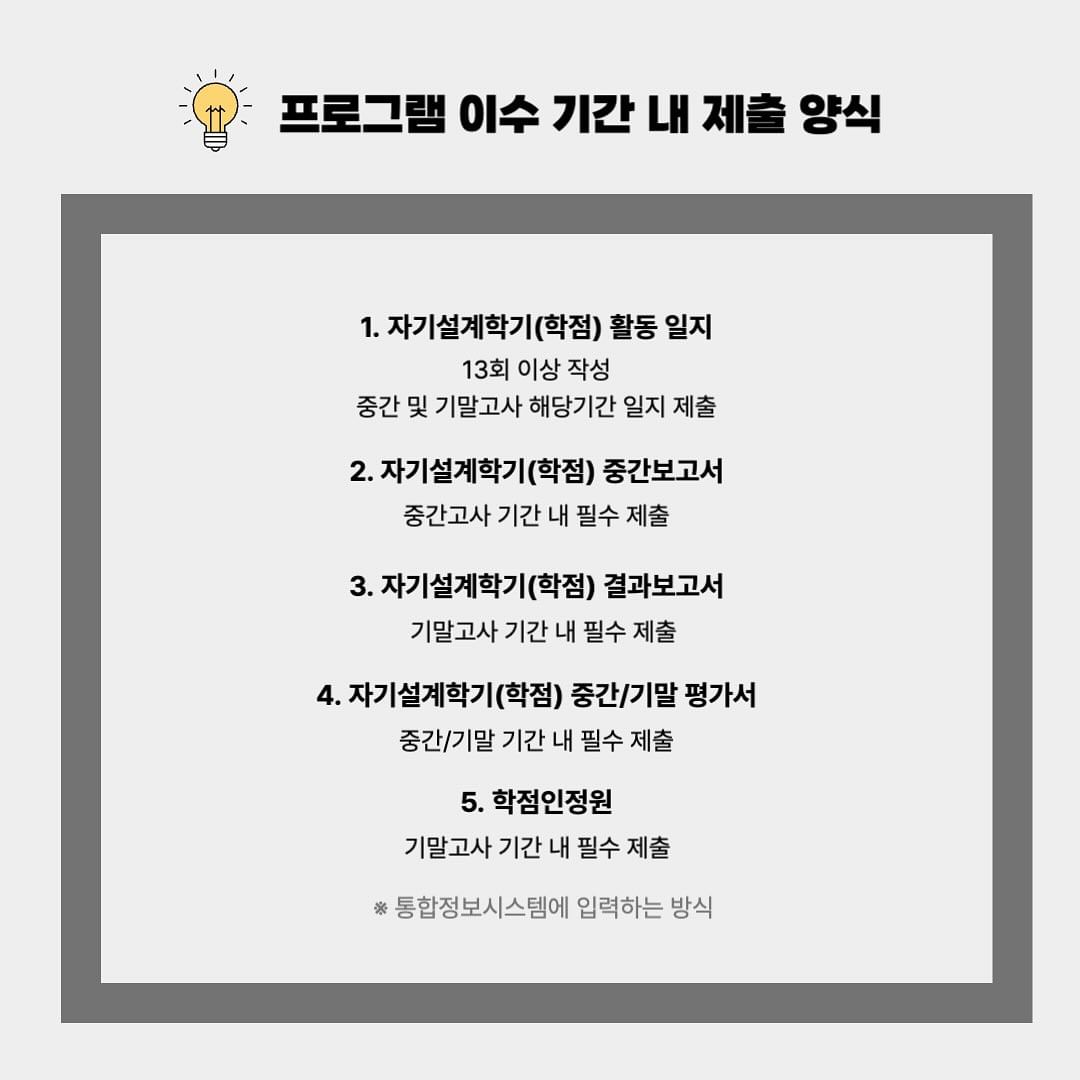 프로그램 이수 기간 내 제출 양식
1. 자기설계학기(학점) 활동 일지
13회 이상 작성
중간 및 기말고사 해당기간 일지 제출
2. 자기설계학기(학점) 중간보고서
중간고사 기간 내 필수 제출
3. 자기설계학기(학점) 결과보고서
기말고사 기간 내 필수 제출
4. 자기설계학기(학점) 중간/기말 평가서
중간/기말 기간 내 필수 제출
5. 학점인정원
기말고사 기간 내 필수 제출
※ 통합정보시스템에 입력하는 방식